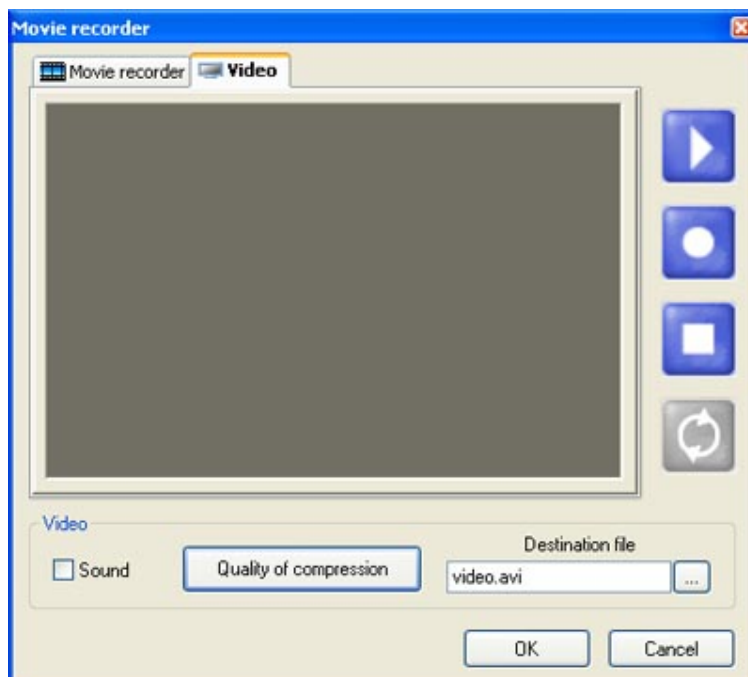 Movie recorder
Movie recorder Video
Video
Destination file
Sound Quality of compression video.avi ...
OK Cancel